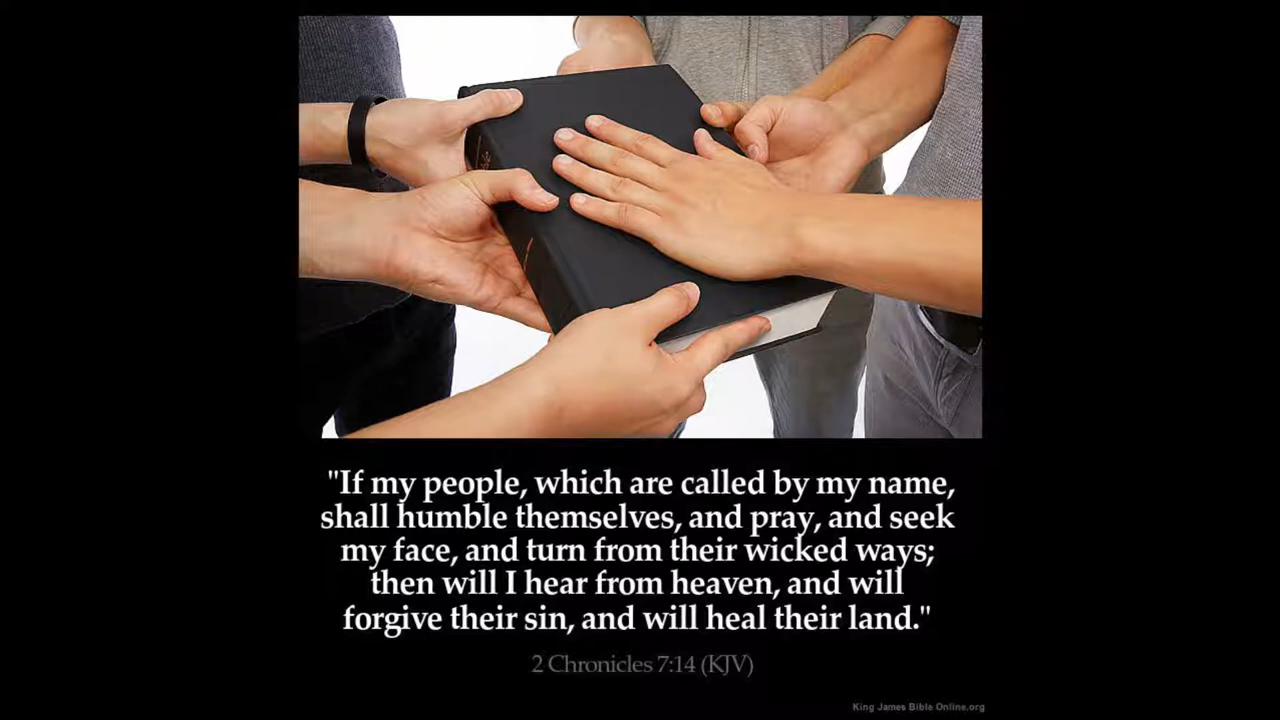 "If my people, which are called by my name,
shall humble themselves, and pray, and seek
my face, and turn from their wicked ways;
then will I hear from heaven, and will
forgive their sin, and will heal their land."
2 Chronicles 7:14 (KJV)
King James Bible Online.org